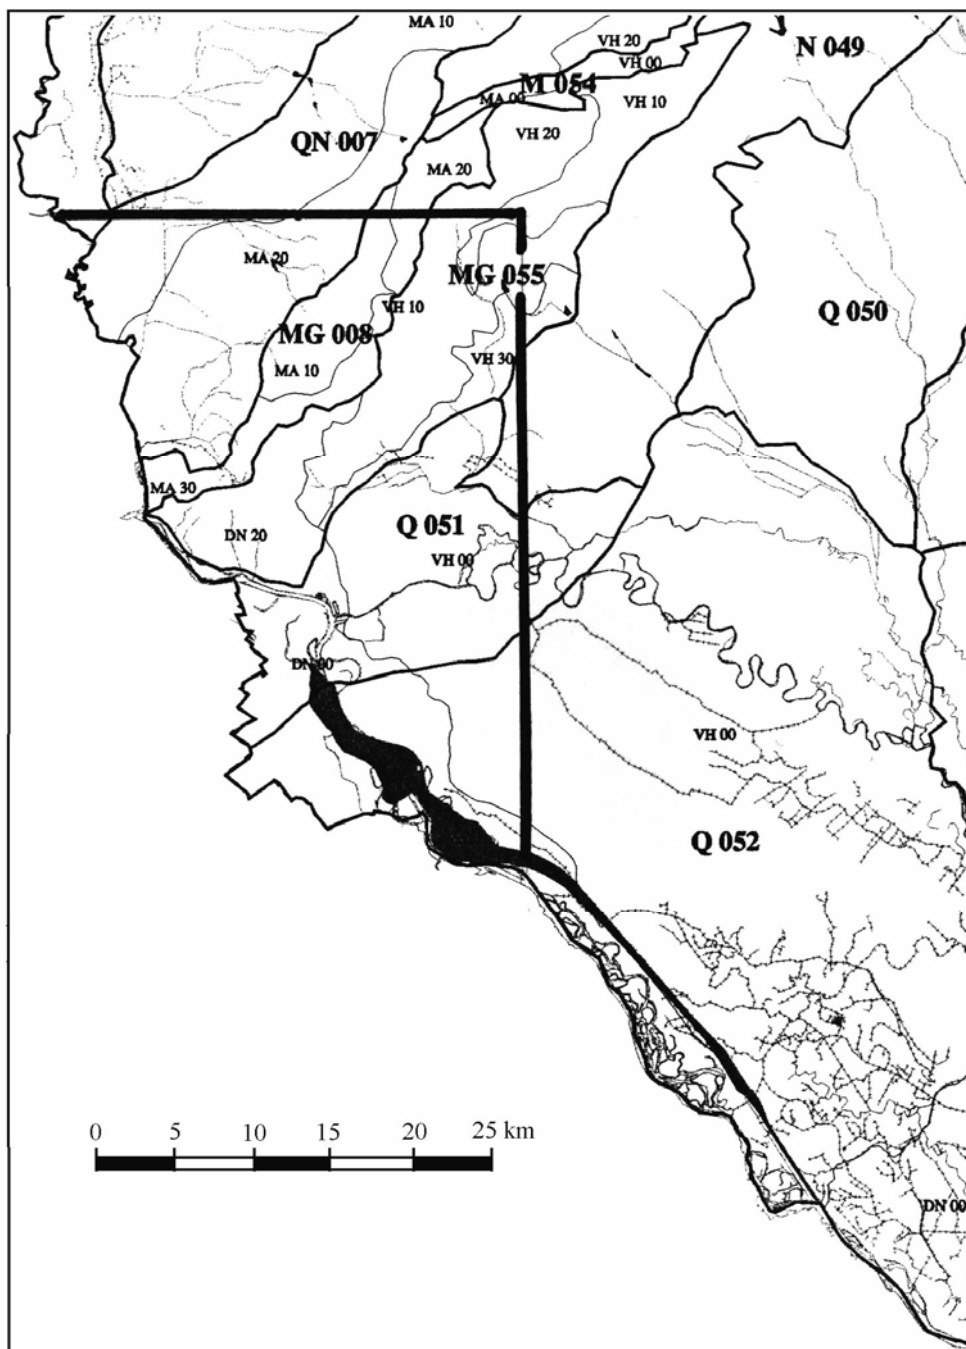 MA 10
VH 20
N 049
VH 00
M 054
MA 00
VH 10
VH 20
QN 007
MA 20
MA 20
MG 055
VH 10
Q 050
MG 008
VH 30
MA 10
MA 30
Q 051
DN 20
VH 00
DN 00
VH 00
Q 052
0 5 10 15 20 25 km
DN 00